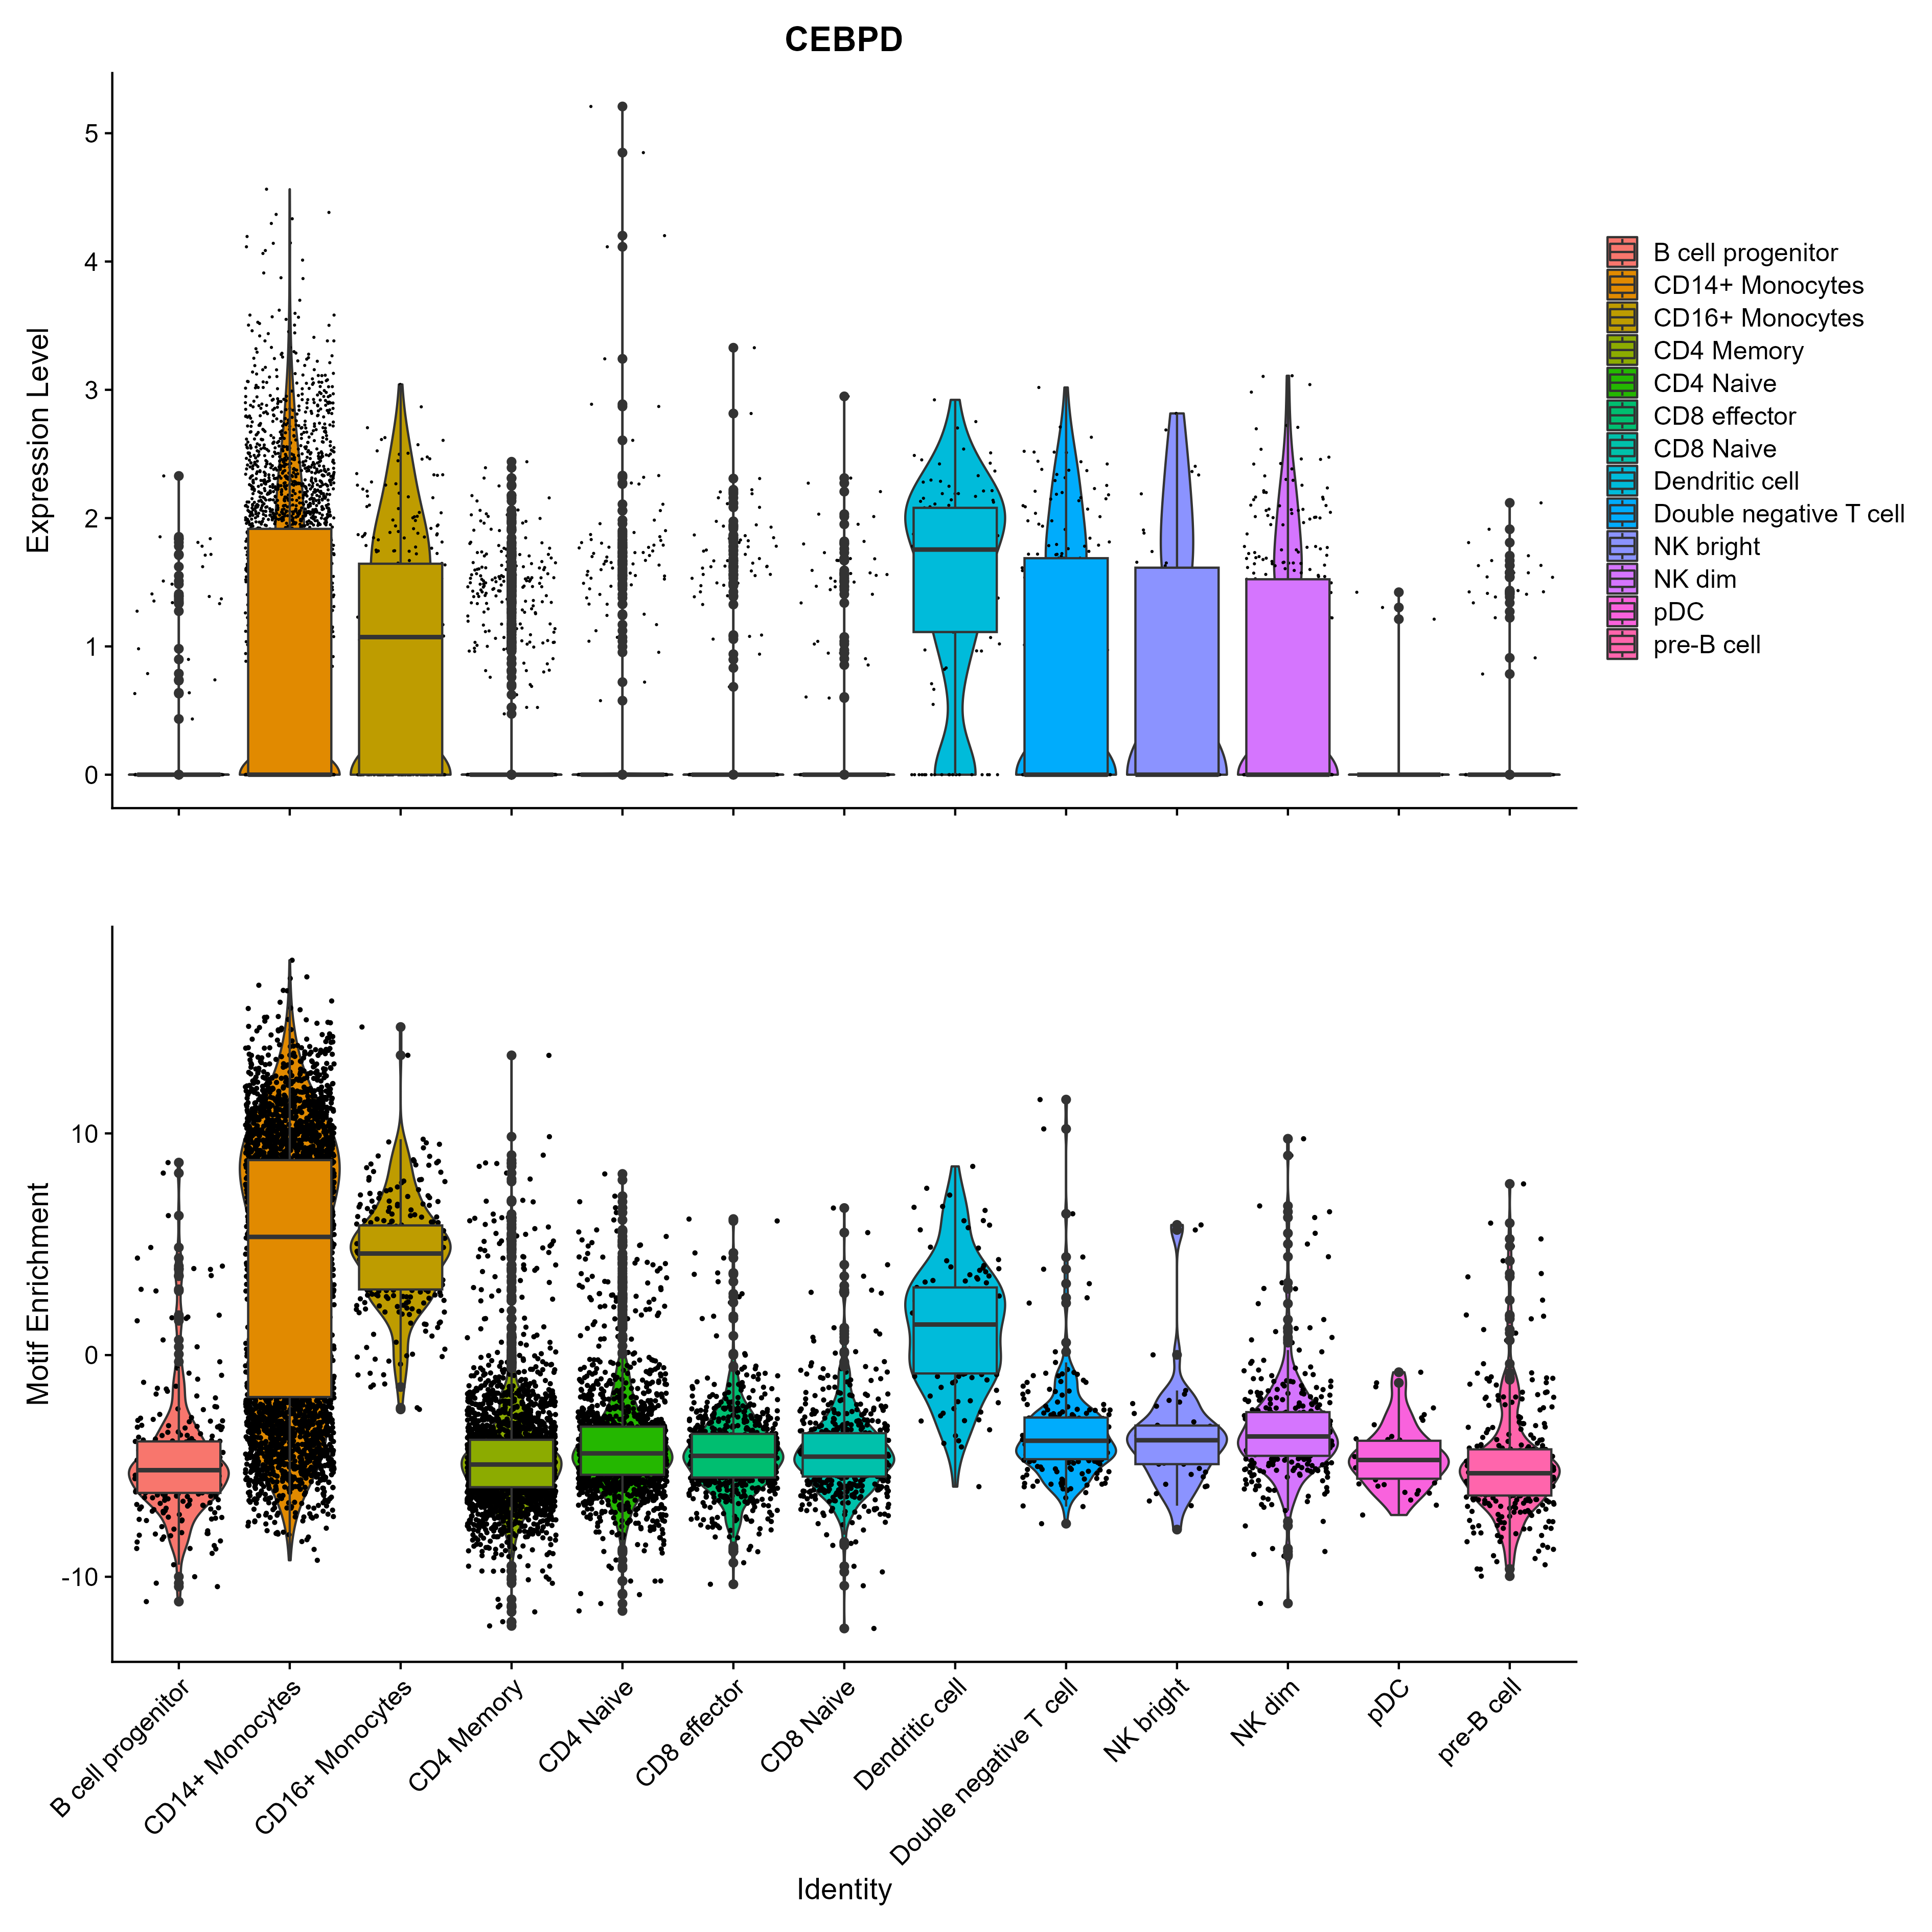 CEBPD
Expression Level
5
4
3
2
1
0
B cell progenitor
CD14+ Monocytes
CD16+ Monocytes
CD4 Memory
CD4 Naive
CD8 effector
CD8 Naive
Dendritic cell
Double negative T cell
NK bright
NK dim
pDC
pre-B cell
Motif Enrichment
10
0
-10
B cell progenitor
CD14+ Monocytes
CD16+ Monocytes
CD4 Memory
CD4 Naive
CD8 effector
CD8 Naive
Dendritic cell
Double negative T cell
NK bright
NK dim
pDC
pre-B cell
Identity